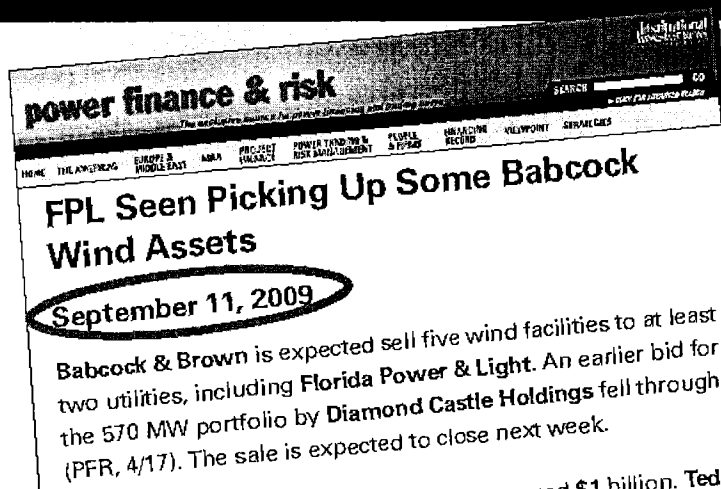 Institutional
Investor News
power finance & risk
SEARCH GO
HOME THE AMERICAS EUROPE & MIDDLE EAST ASIA PROJECT FINANCE POWER TRADING & RISK MANAGEMENT PEOPLE & FIRMS FINANCING RECORD VIEWPOINT STRATEGIES
FPL Seen Picking Up Some Babcock
Wind Assets
September 11, 2009
Babcock & Brown is expected sell five wind facilities to at least
two utilities, including Florida Power & Light. An earlier bid for
the 570 MW portfolio by Diamond Castle Holdings fell through
(PFR, 4/17). The sale is expected to close next week.
$1 billion. Ted